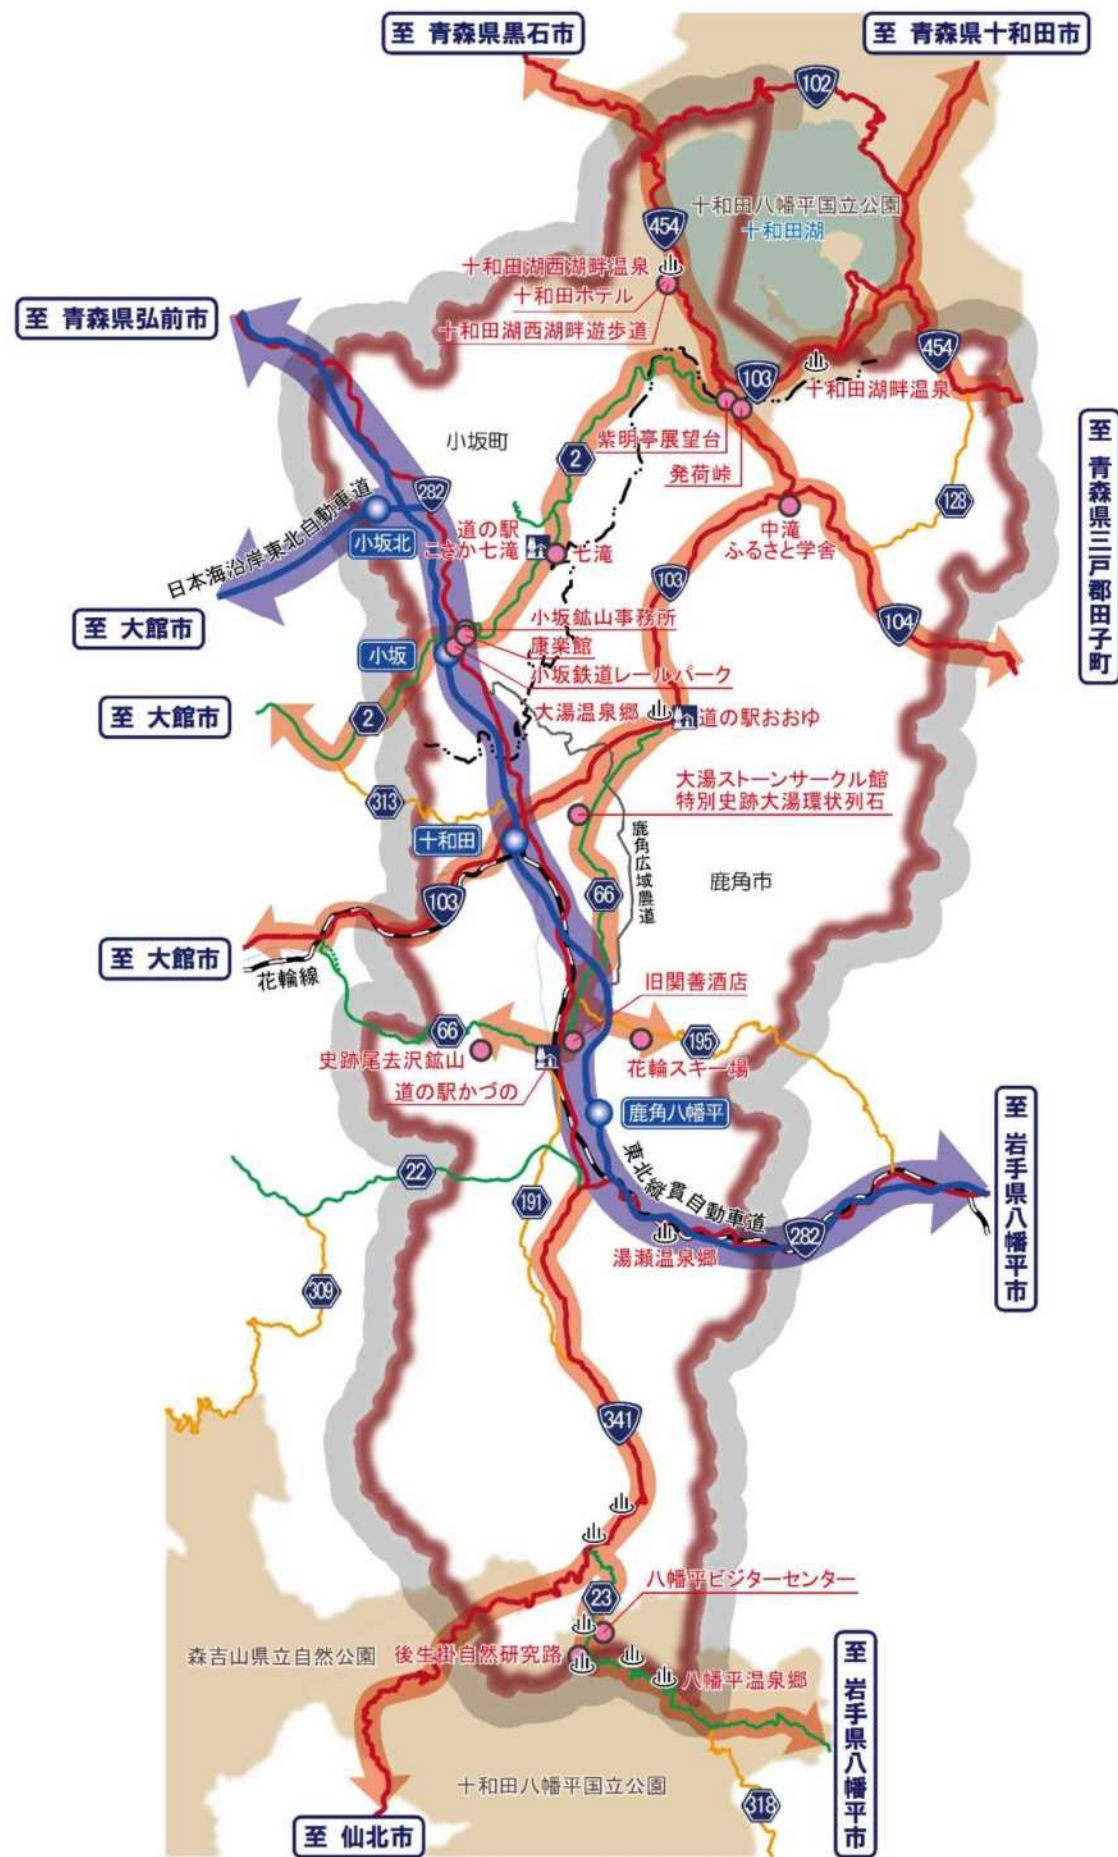 至 青森県黒石市
至 青森県十和田市
102
十和田八幡平国立公園
十和田湖
454
十和田湖西湖畔温泉
十和田ホテル
十和田湖西湖畔遊歩道
至 青森県弘前市
454
103
十和田湖畔温泉
小坂町
紫明亭展望台
2
発荷峠
至 青森県三戸郡田子町
282
128
日本海沿岸東北自動車道
小坂北
道の駅
こさか七滝
七滝
中滝
ふるさと学舎
103
104
至 大館市
小坂鉱山事務所
康楽館
小坂
小坂鉄道レールパーク
至 大館市
2
大湯温泉郷
道の駅おおゆ
大湯ストーンサークル館
特別史跡大湯環状列石
313
十和田
鹿角広域農道
鹿角市
66
103
至 大館市
花輪線
旧関善酒店
66
195
史跡尾去沢鉱山
花輪スキー場
道の駅かづの
鹿角八幡平
至 岩手県八幡平市
22
東北縦貫自動車道
191
282
湯瀬温泉郷
309
341
八幡平ビジターセンター
23
森吉山県立自然公園
後生掛自然研究路
八幡平温泉郷
至 岩手県八幡平市
十和田八幡平国立公園
318
至 仙北市